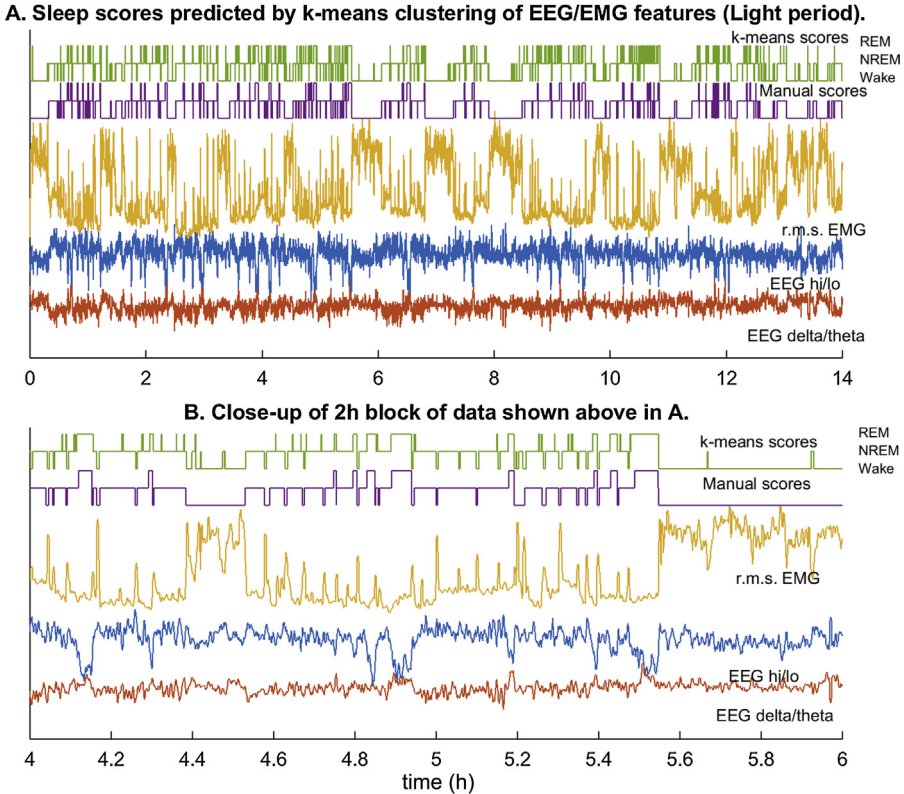 A. Sleep scores predicted by k-means clustering of EEG/EMG features (Light period).
k-means scores
REM
NREM
Wake
Manual scores
r.m.s. EMG
EEG hi/lo
EEG delta/theta
0 2 4 6 8 10 12 14
B. Close-up of 2h block of data shown above in A.
k-means scores
REM
NREM
Wake
Manual scores
r.m.s. EMG
EEG hi/lo
EEG delta/theta
4 4.2 4.4 4.6 4.8 5 5.2 5.4 5.6 5.8 6
time (h)